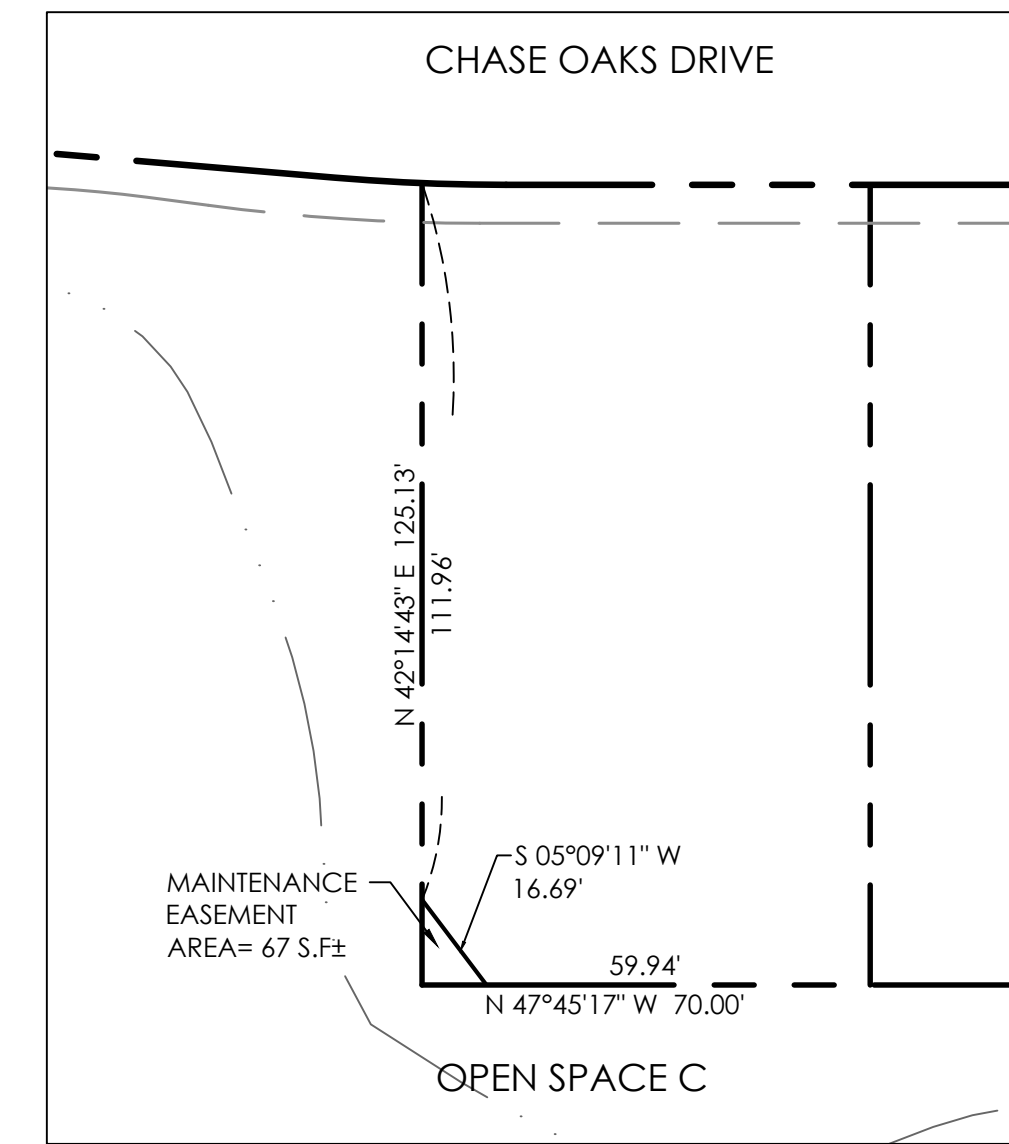 CHASE OAKS DRIVE
N 42°14'43" E 125.13'
111.96'
S 05°09'11" W
16.69'
MAINTENANCE
EASEMENT
AREA= 67 S.F±
59.94'
N 47°45'17" W 70.00'
OPEN SPACE C